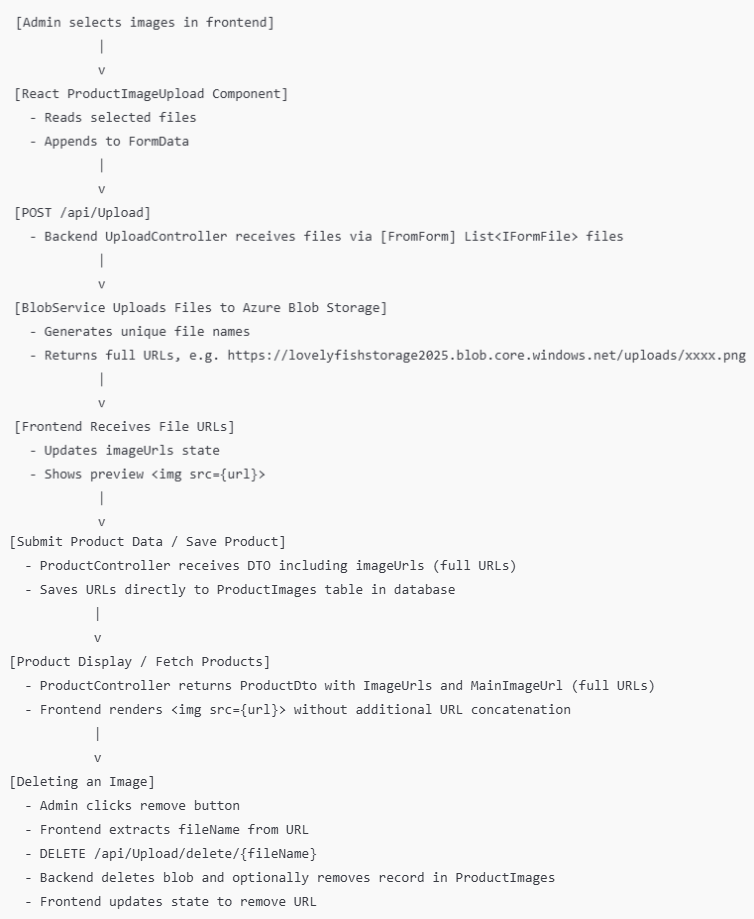 [Admin selects images in frontend]
|
v
[React ProductImageUpload Component]
- Reads selected files
- Appends to FormData
|
v
[POST /api/Upload]
- Backend UploadController receives files via [FromForm] List<IFormFile> files
|
v
[BlobService Uploads Files to Azure Blob Storage]
- Generates unique file names
- Returns full URLs, e.g. https://lovelyfishstorage2025.blob.core.windows.net/uploads/xxxx.png
|
v
[Frontend Receives File URLs]
- Updates imageUrls state
- Shows preview <img src={url}>
|
v
[Submit Product Data / Save Product]
- ProductController receives DTO including imageUrls (full URLs)
- Saves URLs directly to ProductImages table in database
|
v
[Product Display / Fetch Products]
- ProductController returns ProductDto with ImageUrls and MainImageUrl (full URLs)
- Frontend renders <img src={url}> without additional URL concatenation
|
v
[Deleting an Image]
- Admin clicks remove button
- Frontend extracts fileName from URL
- DELETE /api/Upload/delete/{fileName}
- Backend deletes blob and optionally removes record in ProductImages
- Frontend updates state to remove URL